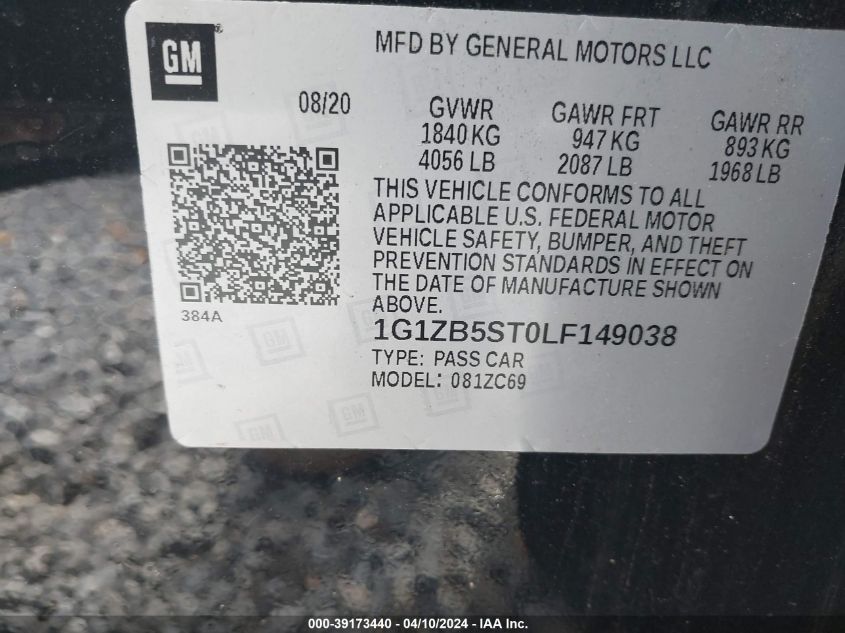 GM
MFD BY GENERAL MOTORS LLC
08/20
GVWR
1840 KG
4056 LB
GAWR FRT
947 KG
2087 LB
GAWR RR
893 KG
1968 LB
THIS VEHICLE CONFORMS TO ALL
APPLICABLE U.S. FEDERAL MOTOR
VEHICLE SAFETY, BUMPER, AND THEFT
PREVENTION STANDARDS IN EFFECT ON
THE DATE OF MANUFACTURE SHOWN
ABOVE.
384A
1G1ZB5ST0LF149038
TYPE: PASS CAR
MODEL: 081ZC69
GM
GM
GM
000-39173440 - 04/10/2024 - IAA Inc.